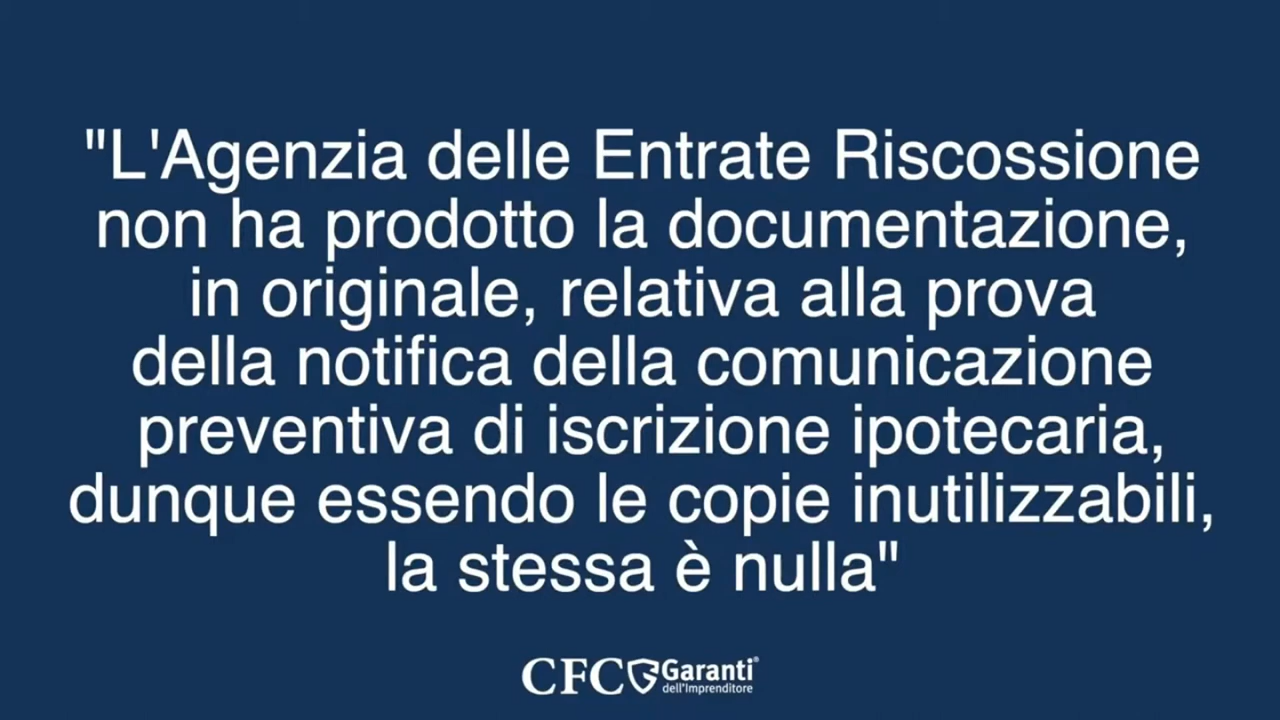 "L'Agenzia delle Entrate Riscossione
non ha prodotto la documentazione,
in originale, relativa alla prova
della notifica della comunicazione
preventiva di iscrizione ipotecaria,
dunque essendo le copie inutilizzabili,
la stessa è nulla"
CFC Garanti®
dell'Imprenditore